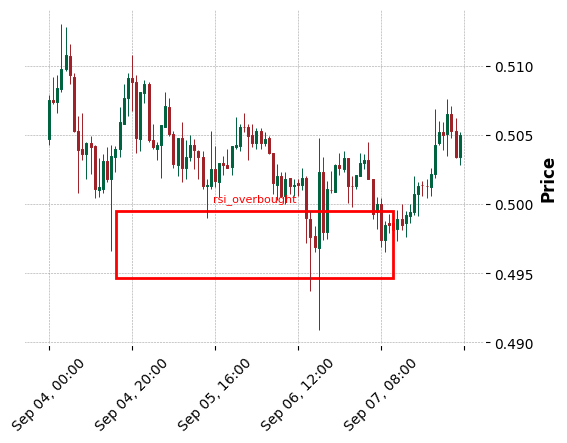 0.510
0.505
rsi_overbought
0.500
0.495
0.490
Price
Sep 04, 00:00
Sep 04, 20:00
Sep 05, 16:00
Sep 06, 12:00
Sep 07, 08:00